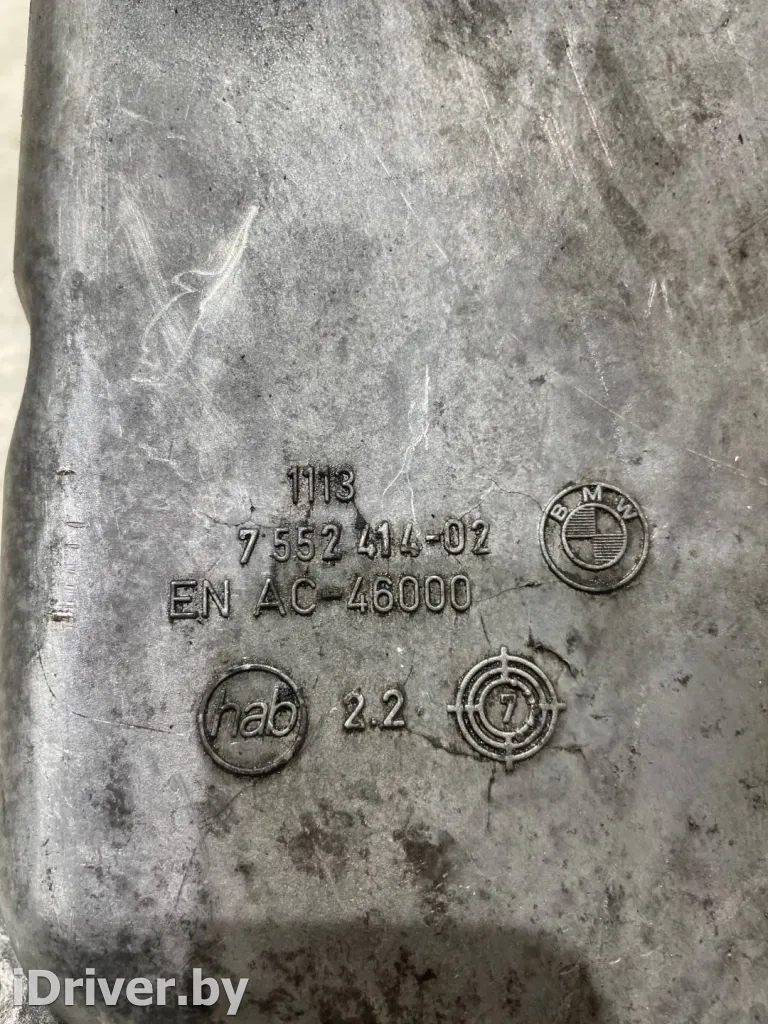 1113
7 552 414-02
BMW
EN AC-46000
hab
2.2
7
iDriver.by